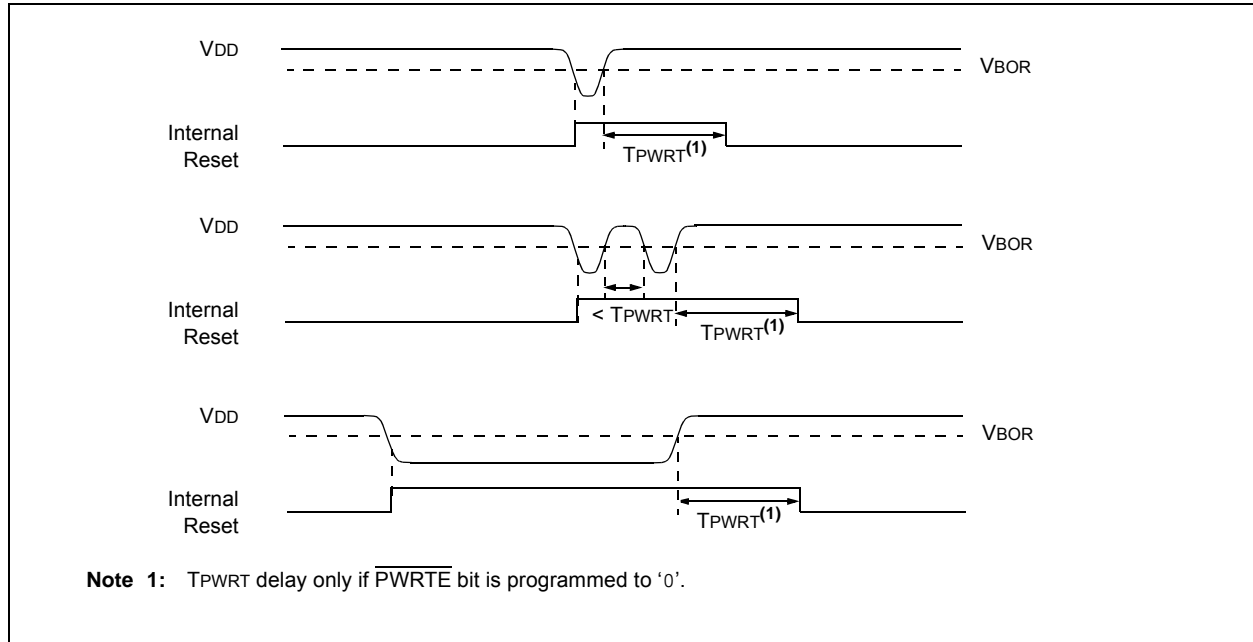 VDD
VBOR
Internal
Reset
TPWRT(1)
VDD
VBOR
Internal
Reset
< TPWRT
TPWRT(1)
VDD
VBOR
Internal
Reset
TPWRT(1)
Note 1: TPWRT delay only if P̅W̅R̅T̅E̅ bit is programmed to ‘0’.